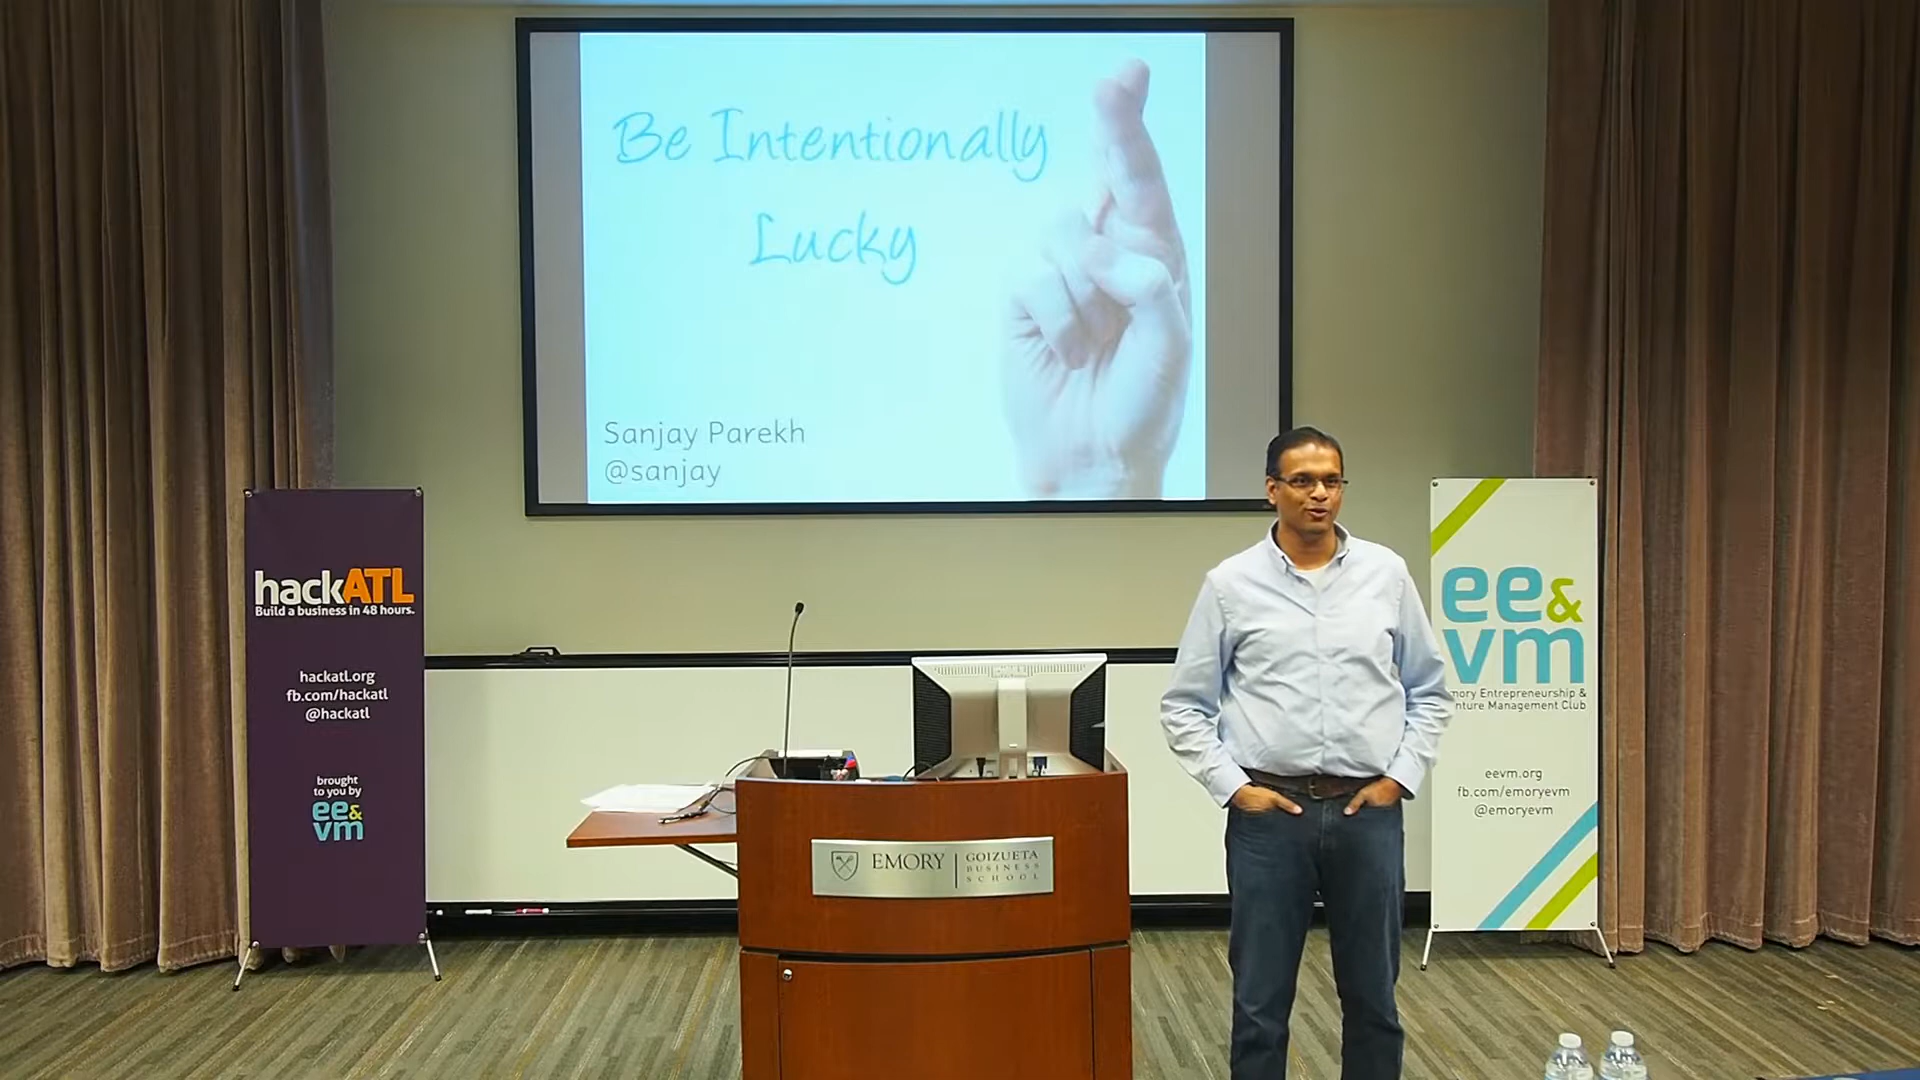 Be Intentionally
Lucky
Sanjay Parekh
@sanjay
hackATL
Build a business in 48 hours.
hackatl.org
fb.com/hackatl
@hackatl
brought
to you by
ee&
vm
EMORY
GOIZUETA
BUSINESS
SCHOOL
ee&
vm
mory Entrepreneurship &
nture Management Club
eevm.org
fb.com/emoryevm
@emoryevm